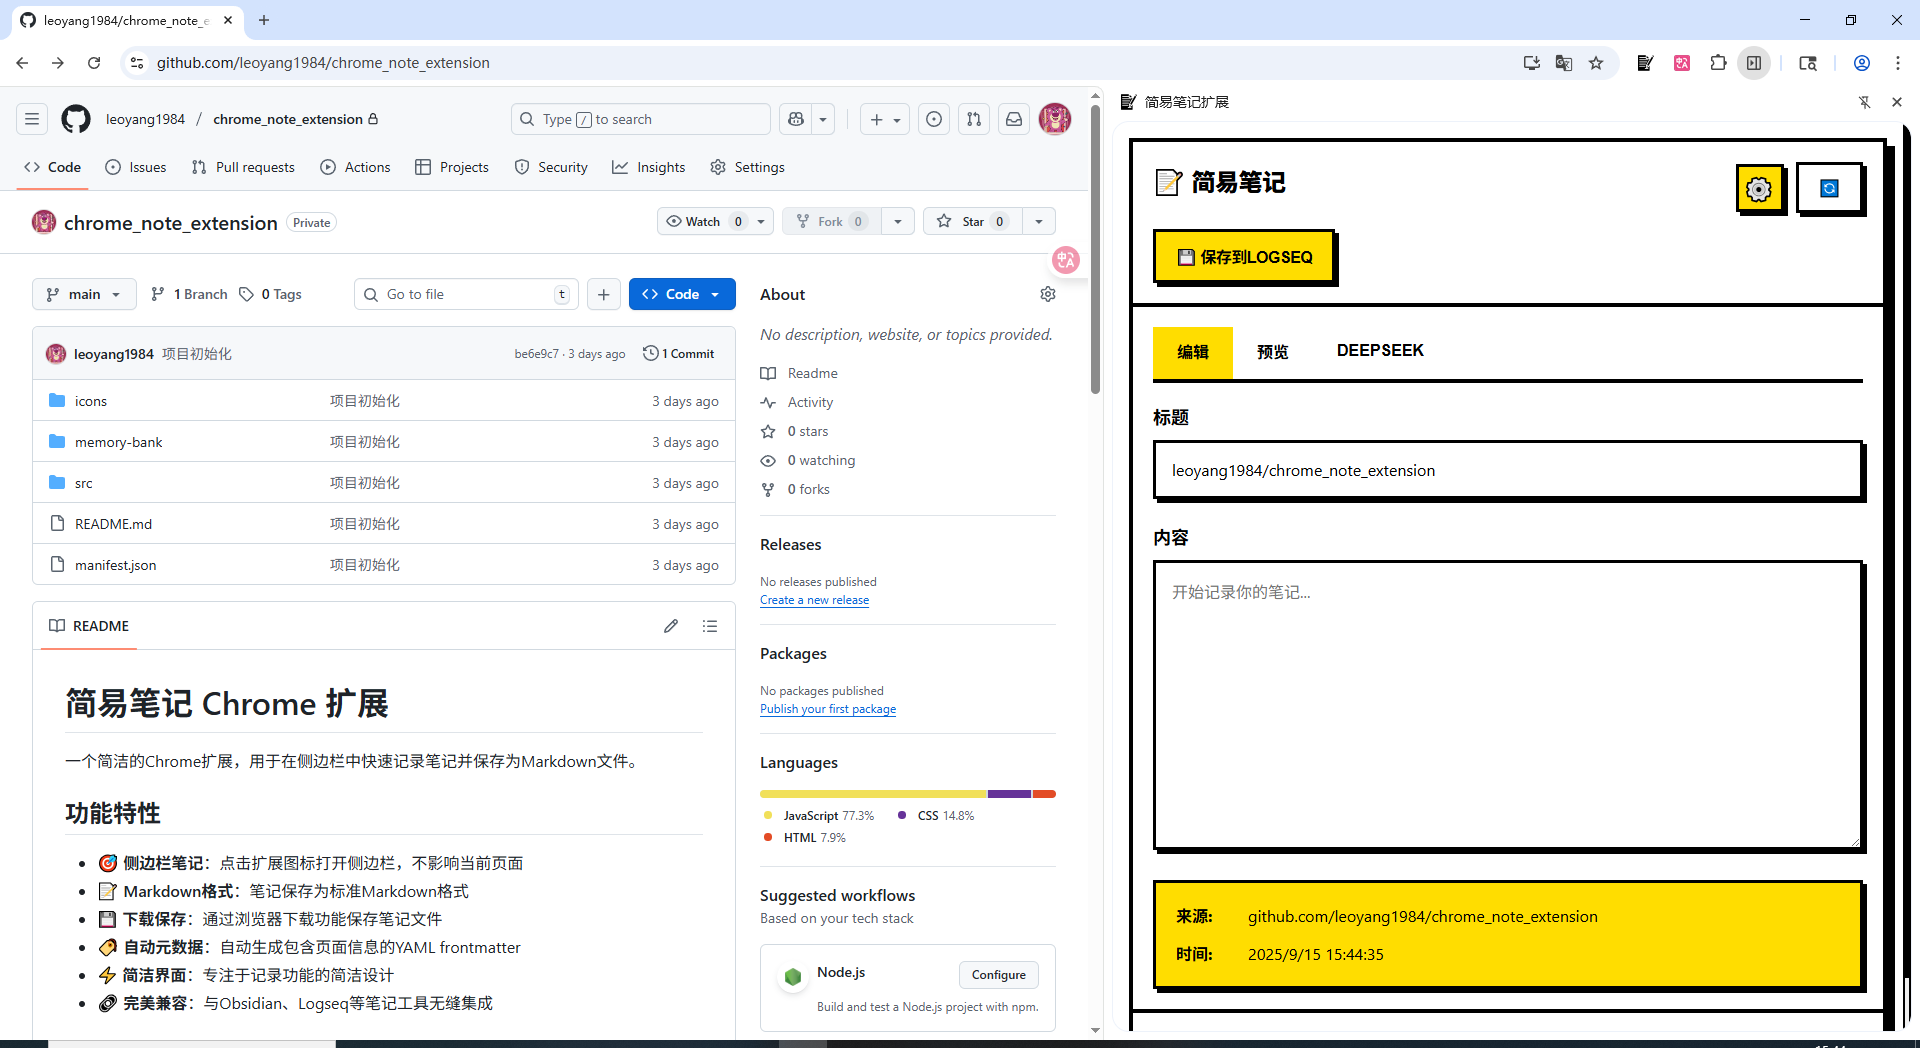 leoyang1984/chrome_note_e
github.com/leoyang1984/chrome_note_extension
leoyang1984 / chrome_note_extension
Type / to search
Code Issues Pull requests Actions Projects Security Insights Settings
chrome_note_extension Private
Watch 0 Fork 0 Star 0
main 1 Branch 0 Tags Go to file t Code
leoyang1984 项目初始化 be6e9c7 · 3 days ago 1 Commit
icons 项目初始化 3 days ago
memory-bank 项目初始化 3 days ago
src 项目初始化 3 days ago
README.md 项目初始化 3 days ago
manifest.json 项目初始化 3 days ago
README
简易笔记 Chrome 扩展
一个简洁的Chrome扩展，用于在侧边栏中快速记录笔记并保存为Markdown文件。
功能特性
侧边栏笔记：点击扩展图标打开侧边栏，不影响当前页面
Markdown格式：笔记保存为标准Markdown格式
下载保存：通过浏览器下载功能保存笔记文件
自动元数据：自动生成包含页面信息的YAML frontmatter
简洁界面：专注于记录功能的简洁设计
完美兼容：与Obsidian、Logseq等笔记工具无缝集成
About
No description, website, or topics provided.
Readme
Activity
0 stars
0 watching
0 forks
Releases
No releases published
Create a new release
Packages
No packages published
Publish your first package
Languages
JavaScript 77.3% CSS 14.8%
HTML 7.9%
Suggested workflows
Based on your tech stack
Node.js Configure
Build and test a Node.js project with npm.
简易笔记扩展
简易笔记
保存到LOGSEQ
编辑 预览 DEEPSEEK
标题
leoyang1984/chrome_note_extension
内容
开始记录你的笔记...
来源: github.com/leoyang1984/chrome_note_extension
时间: 2025/9/15 15:44:35